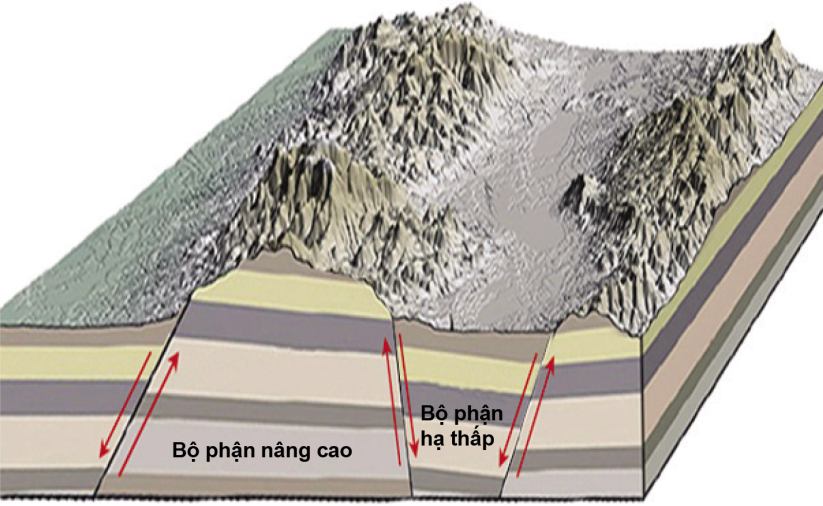 Bộ phận nâng cao
Bộ phận
hạ thấp